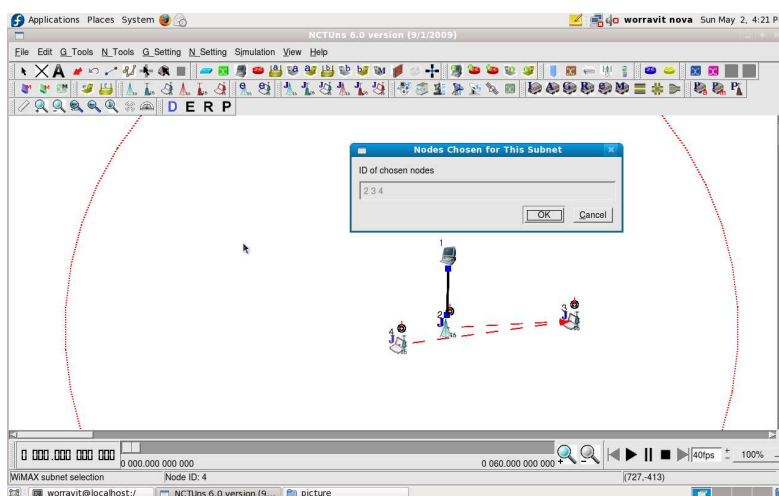 Applications Places System worravit nova Sun May 2, 4:21 P
NCTUns 6.0 version (9/1/2009)
File Edit G_Tools N_Tools G_Setting N_Setting Simulation View Help
D E R P
Nodes Chosen for This Subnet
ID of chosen nodes
2 3 4
OK Cancel
1
2
J
16
3
J
4
J
0 000.000 000 000
0 000.000 000 000
0 060.000 000 000
40fps
100%
WiMAX subnet selection Node ID: 4 (727,-413)
worravit@localhost:/ NCTUns 6.0 version (9... picture